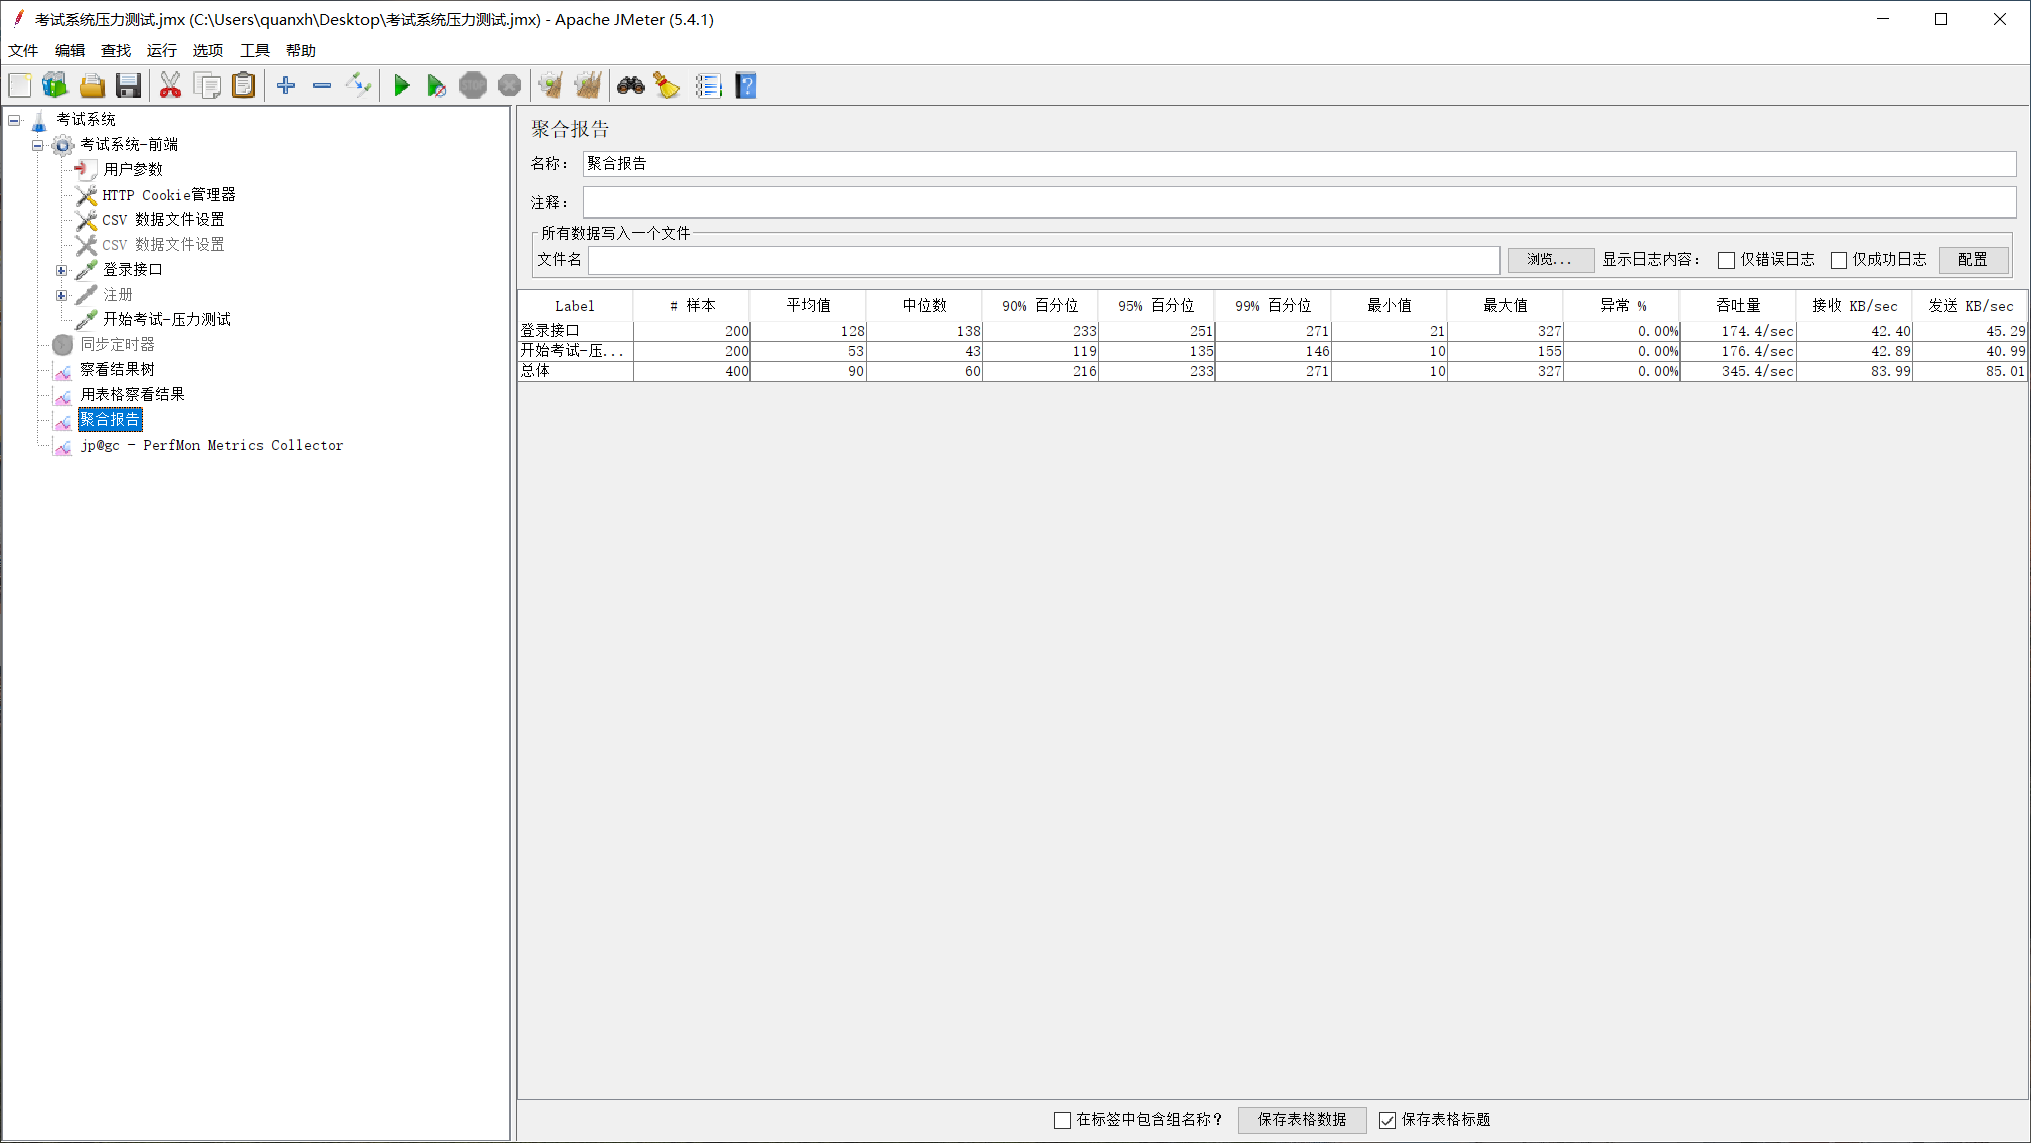 考试系统压力测试.jmx (C:\Users\quanxh\Desktop\考试系统压力测试.jmx) - Apache JMeter (5.4.1)
文件 编辑 查找 运行 选项 工具 帮助
STOP
考试系统
考试系统-前端
用户参数
HTTP Cookie管理器
CSV 数据文件设置
CSV 数据文件设置
登录接口
注册
开始考试-压力测试
同步定时器
察看结果树
用表格察看结果
聚合报告
jp@gc - PerfMon Metrics Collector
聚合报告
名称： 聚合报告
注释：
所有数据写入一个文件
文件名 浏览... 显示日志内容： 仅错误日志 仅成功日志 配置
Label # 样本 平均值 中位数 90% 百分位 95% 百分位 99% 百分位 最小值 最大值 异常 % 吞吐量 接收 KB/sec 发送 KB/sec
登录接口 200 128 138 233 251 271 21 327 0.00% 174.4/sec 42.40 45.29
开始考试-压... 200 53 43 119 135 146 10 155 0.00% 176.4/sec 42.89 40.99
总体 400 90 60 216 233 271 10 327 0.00% 345.4/sec 83.99 85.01
在标签中包含组名称？ 保存表格数据 保存表格标题